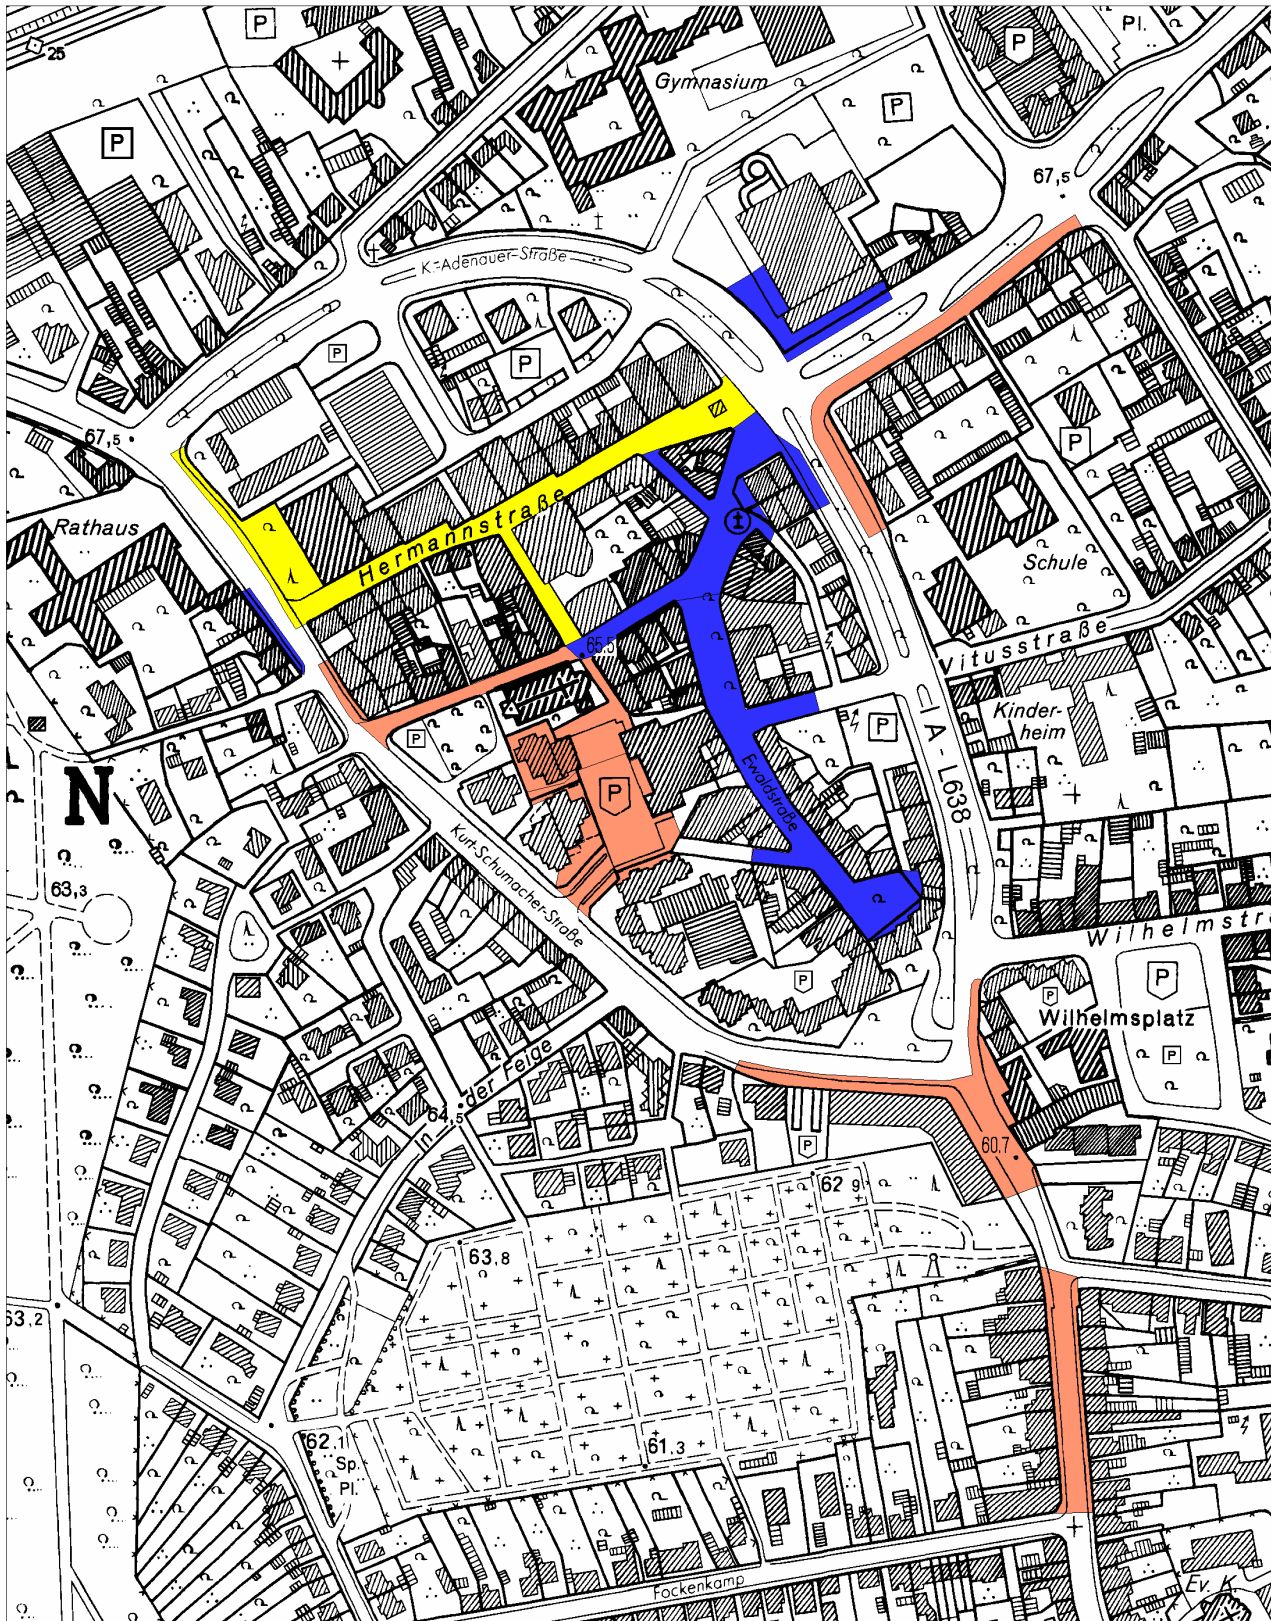 P
Pl.
25
P
Gymnasium
P
P
67,5
K.-Adenauer-Straße
P
P
67,5
P
Rathaus
Hermannstraße
Schule
65.5
Vitusstraße
P
P
Kinder-
heim
I A - L638
N
P
Ewaldstraße
Kurt-Schumacher-Straße
63,3
Wilhelmstr
P
P
P
Wilhelmsplatz
P
In der Feige
64,5
60.7
P
62,9
63,8
63,2
62,1
Sp.
Pl.
61,3
Fockenkamp
Ev. K.